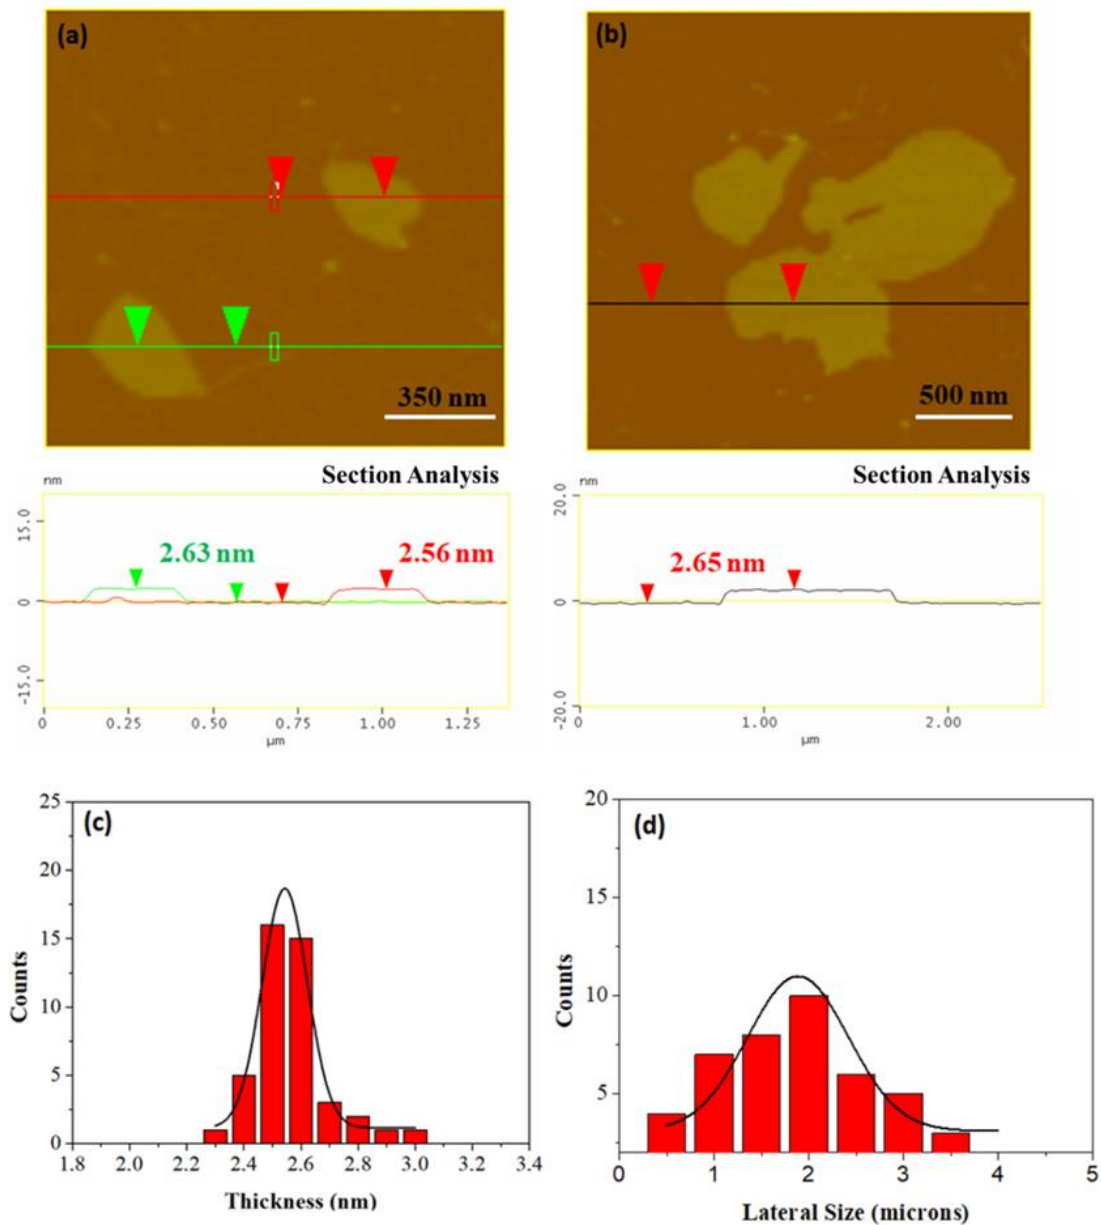 (a)
350 nm
(b)
500 nm
Section Analysis
nm
15.0
0
-15.0
2.63 nm
2.56 nm
0 0.25 0.50 0.75 1.00 1.25
µm
Section Analysis
nm
20.0
0
-20.0
2.65 nm
0 1.00 2.00
µm
(c)
25
20
15
10
5
0
Counts
1.8 2.0 2.2 2.4 2.6 2.8 3.0 3.2 3.4
Thickness (nm)
(d)
20
15
10
5
Counts
0 1 2 3 4 5
Lateral Size (microns)